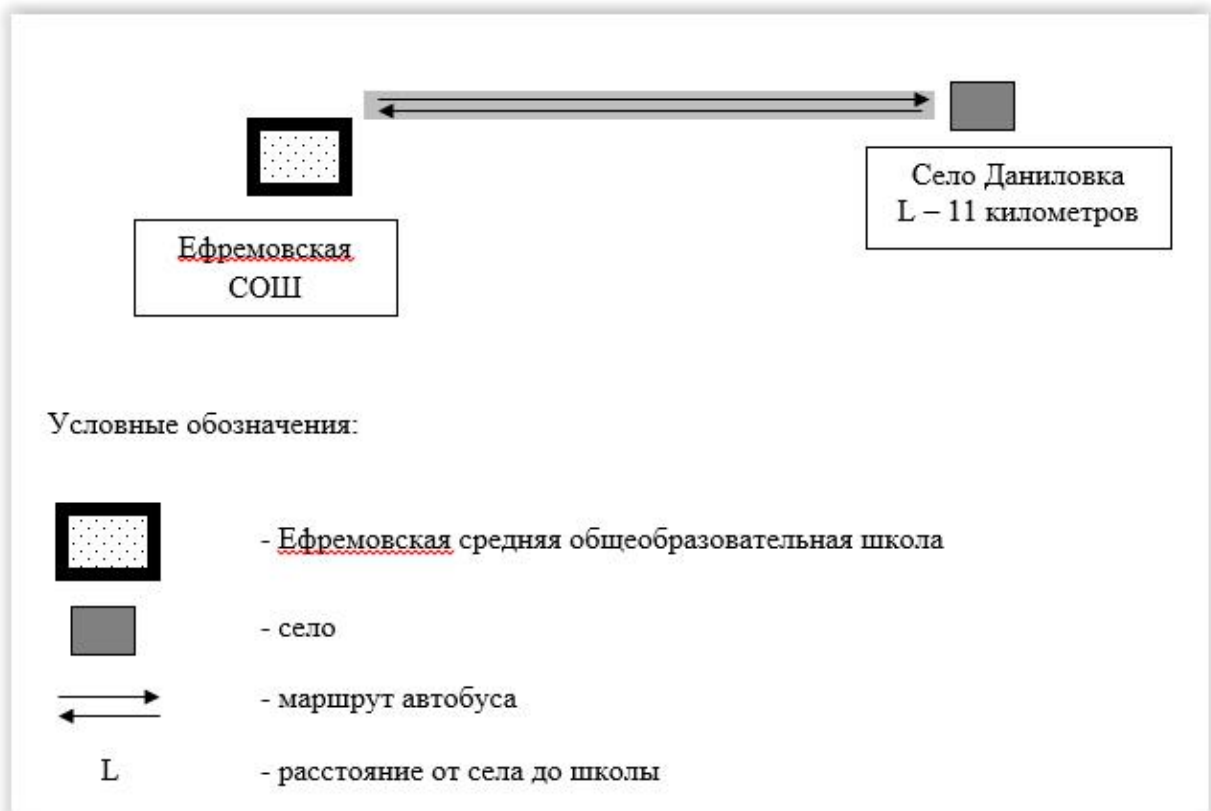 Село Даниловка
L – 11 километров
Ефремовская
СОШ
Условные обозначения:
- Ефремовская средняя общеобразовательная школа
- село
- маршрут автобуса
L - расстояние от села до школы